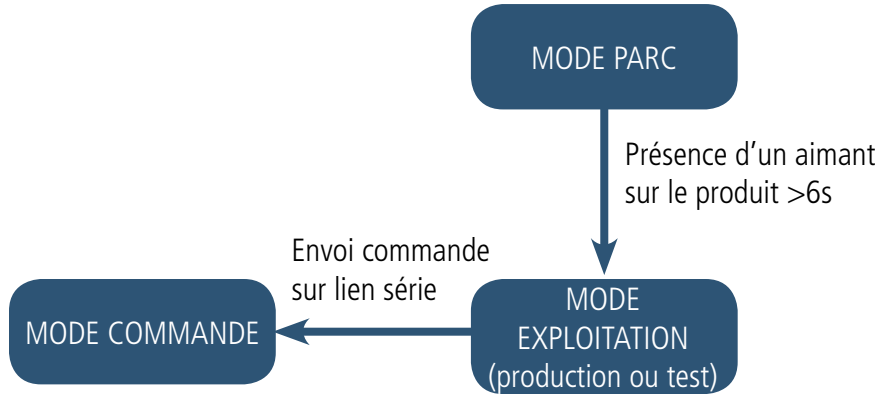 MODE PARC
Présence d’un aimant
sur le produit >6s
Envoi commande
sur lien série
MODE COMMANDE
MODE
EXPLOITATION
(production ou test)